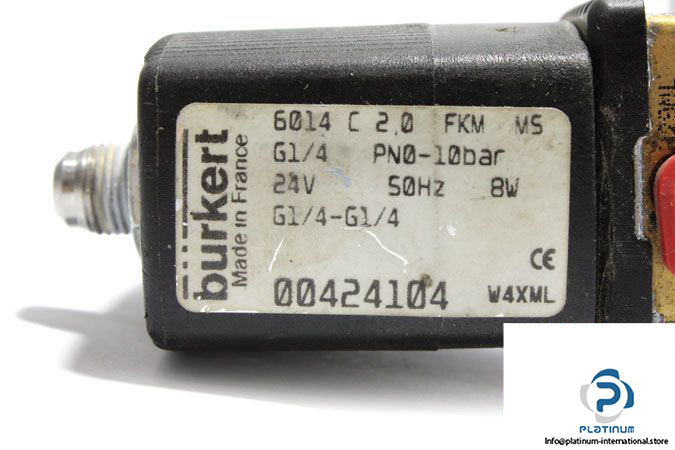 burkert
Made in France
6014 C 2,0 FKM MS
G1/4 PN0-10bar
24V 50Hz 8W
G1/4-G1/4
CE
00424104 W4XML
PLATINUM
info@platinum-international.store